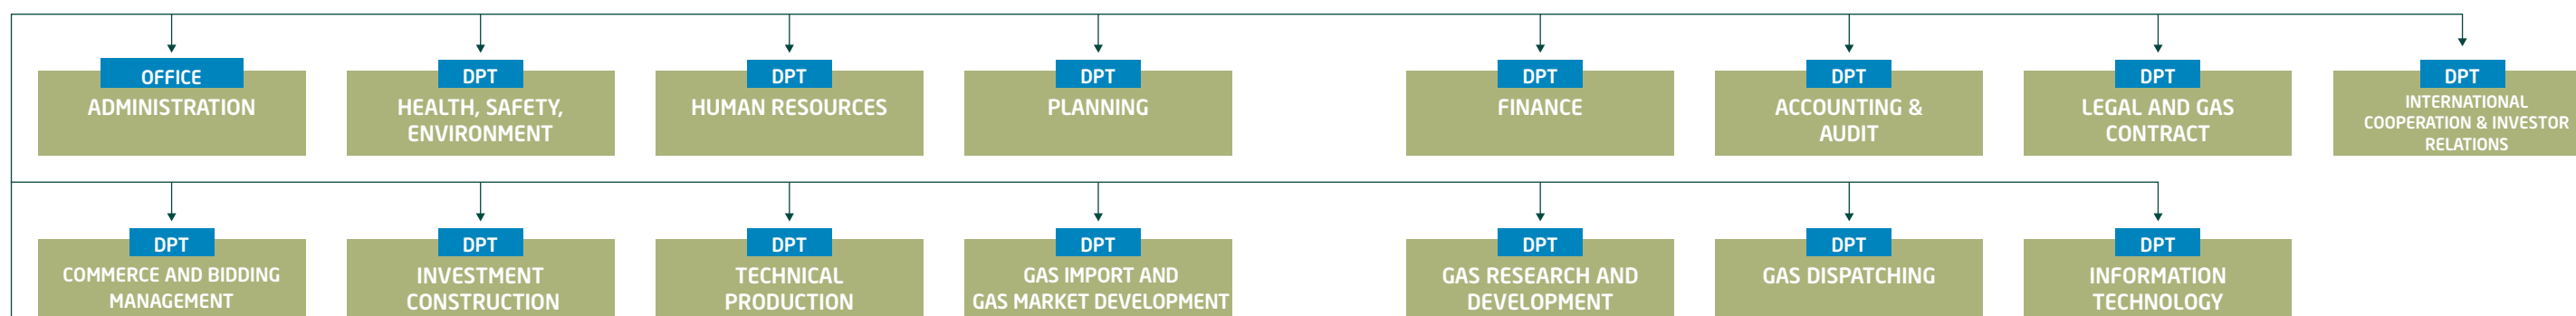 OFFICE
ADMINISTRATION
DPT
HEALTH, SAFETY,
ENVIRONMENT
DPT
HUMAN RESOURCES
DPT
PLANNING
DPT
FINANCE
DPT
ACCOUNTING &
AUDIT
DPT
LEGAL AND GAS
CONTRACT
DPT
INTERNATIONAL
COOPERATION & INVESTOR
RELATIONS
DPT
COMMERCE AND BIDDING
MANAGEMENT
DPT
INVESTMENT
CONSTRUCTION
DPT
TECHNICAL
PRODUCTION
DPT
GAS IMPORT AND
GAS MARKET DEVELOPMENT
DPT
GAS RESEARCH AND
DEVELOPMENT
DPT
GAS DISPATCHING
DPT
INFORMATION
TECHNOLOGY